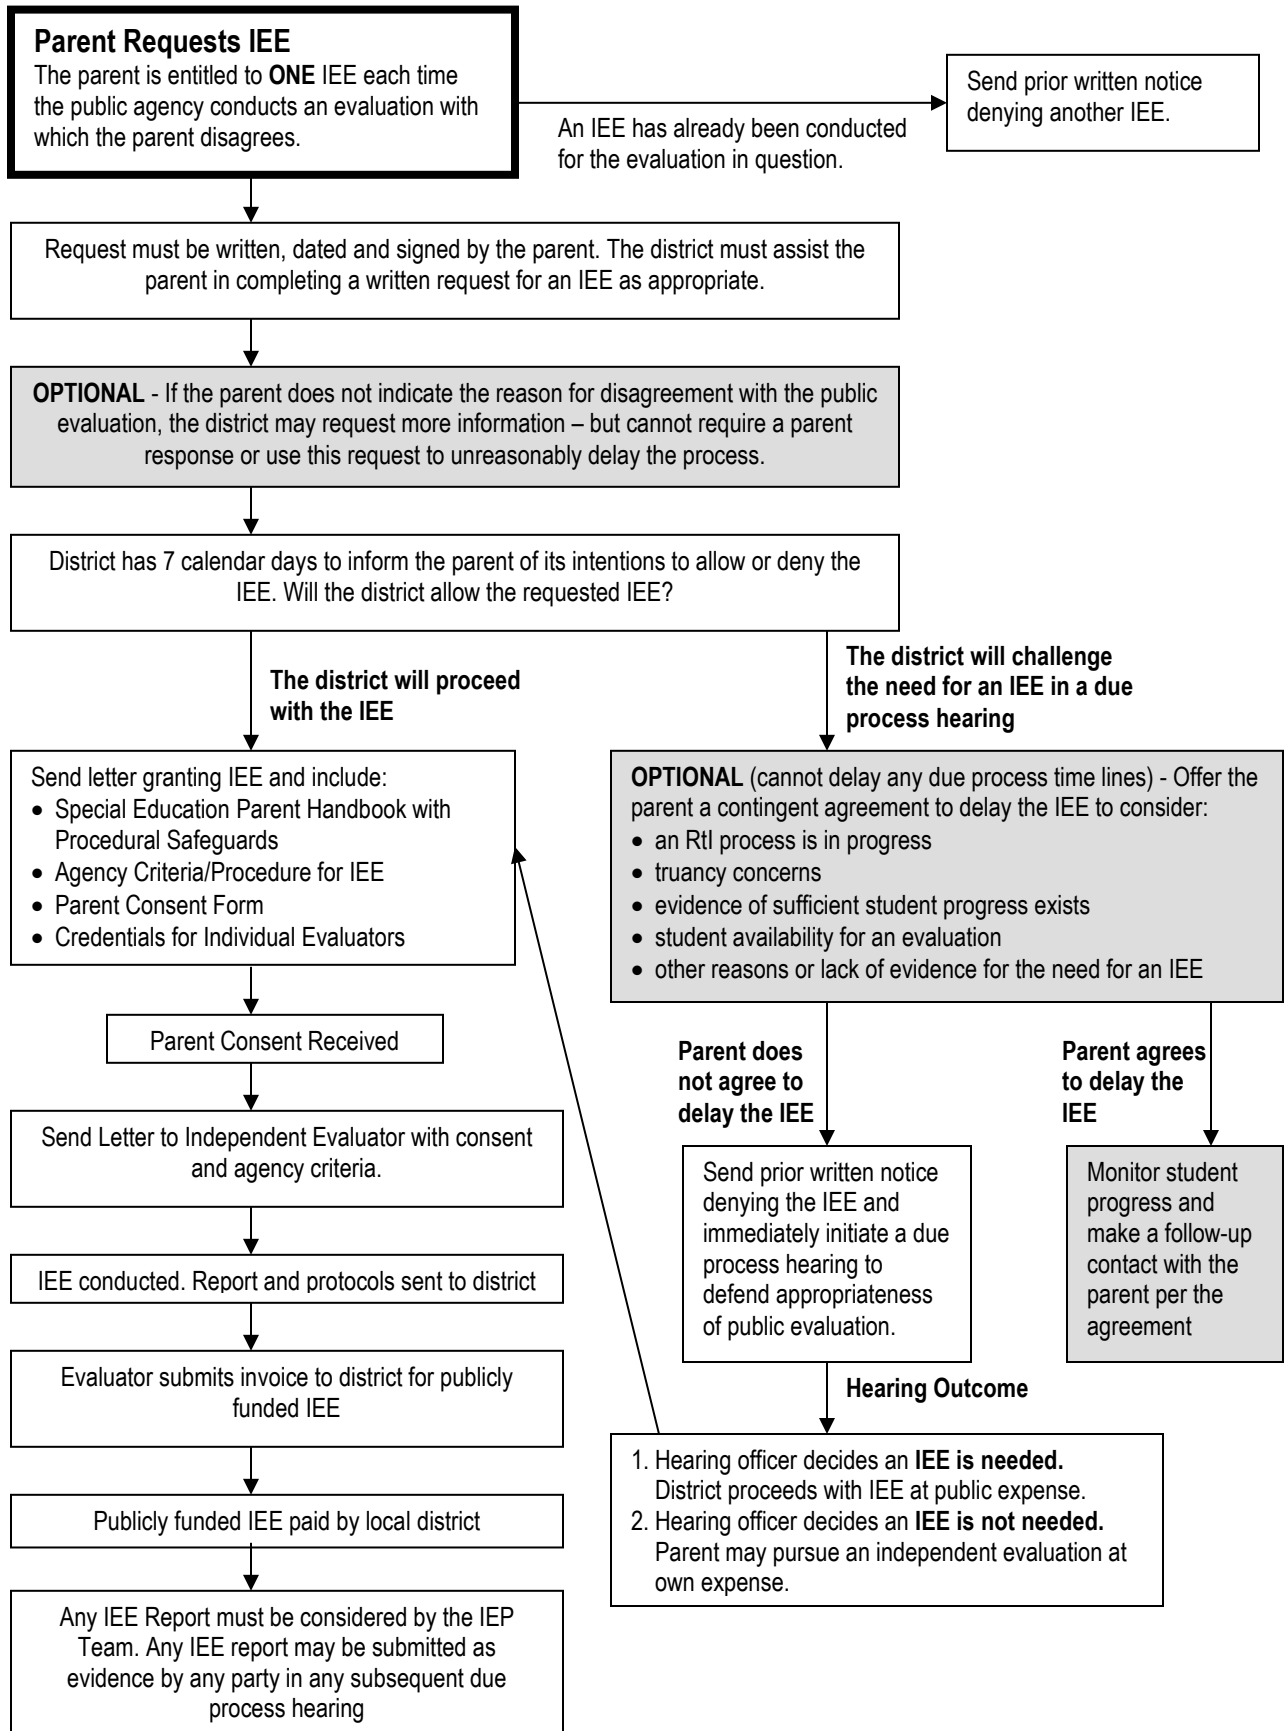 Parent Requests IEE
The parent is entitled to ONE IEE each time
the public agency conducts an evaluation with
which the parent disagrees.
An IEE has already been conducted
for the evaluation in question.
Send prior written notice
denying another IEE.
Request must be written, dated and signed by the parent. The district must assist the
parent in completing a written request for an IEE as appropriate.
OPTIONAL - If the parent does not indicate the reason for disagreement with the public
evaluation, the district may request more information – but cannot require a parent
response or use this request to unreasonably delay the process.
District has 7 calendar days to inform the parent of its intentions to allow or deny the
IEE. Will the district allow the requested IEE?
The district will proceed
with the IEE
The district will challenge
the need for an IEE in a due
process hearing
Send letter granting IEE and include:
• Special Education Parent Handbook with
Procedural Safeguards
• Agency Criteria/Procedure for IEE
• Parent Consent Form
• Credentials for Individual Evaluators
OPTIONAL (cannot delay any due process time lines) - Offer the
parent a contingent agreement to delay the IEE to consider:
• an RtI process is in progress
• truancy concerns
• evidence of sufficient student progress exists
• student availability for an evaluation
• other reasons or lack of evidence for the need for an IEE
Parent Consent Received
Send Letter to Independent Evaluator with consent
and agency criteria.
IEE conducted. Report and protocols sent to district
Evaluator submits invoice to district for publicly
funded IEE
Publicly funded IEE paid by local district
Any IEE Report must be considered by the IEP
Team. Any IEE report may be submitted as
evidence by any party in any subsequent due
process hearing
Parent does
not agree to
delay the IEE
Parent agrees
to delay the
IEE
Send prior written notice
denying the IEE and
immediately initiate a due
process hearing to
defend appropriateness
of public evaluation.
Monitor student
progress and
make a follow-up
contact with the
parent per the
agreement
Hearing Outcome
1. Hearing officer decides an IEE is needed.
District proceeds with IEE at public expense.
2. Hearing officer decides an IEE is not needed.
Parent may pursue an independent evaluation at
own expense.